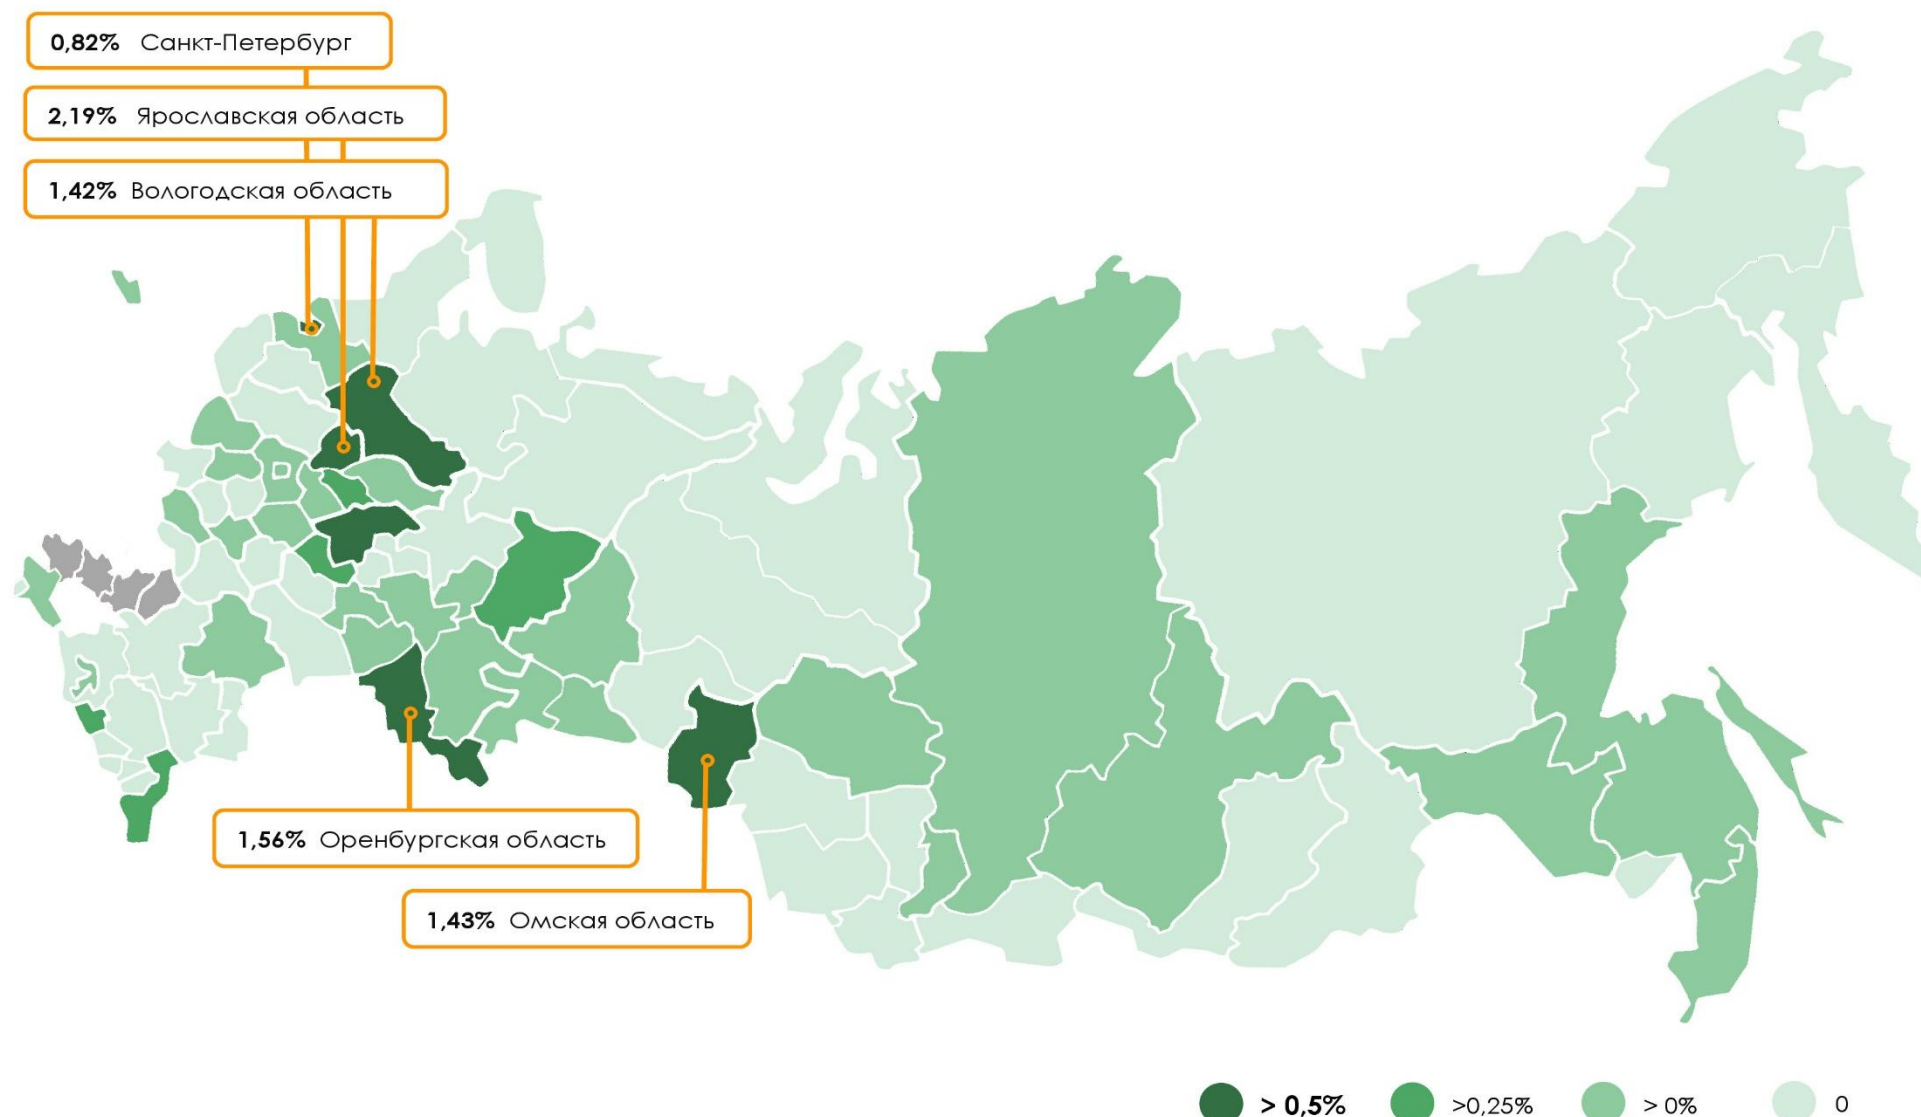 0,82% Санкт-Петербург
2,19% Ярославская область
1,42% Вологодская область
1,56% Оренбургская область
1,43% Омская область
> 0,5% >0,25% > 0% 0